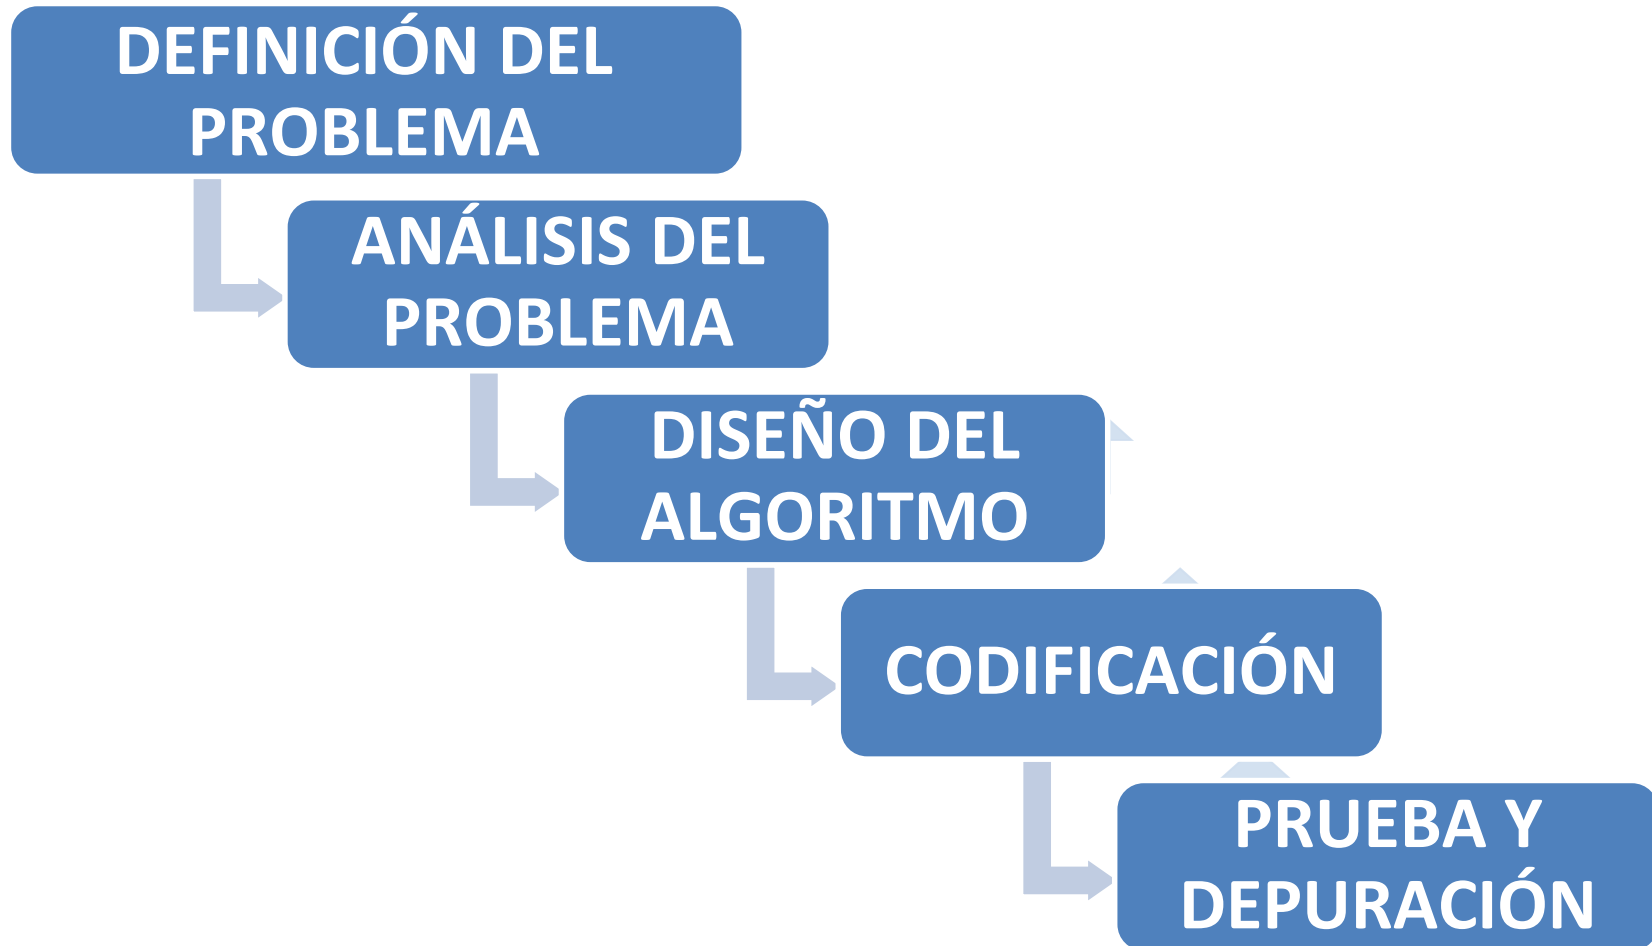 DEFINICIÓN DEL
PROBLEMA
ANÁLISIS DEL
PROBLEMA
DISEÑO DEL
ALGORITMO
CODIFICACIÓN
PRUEBA Y
DEPURACIÓN